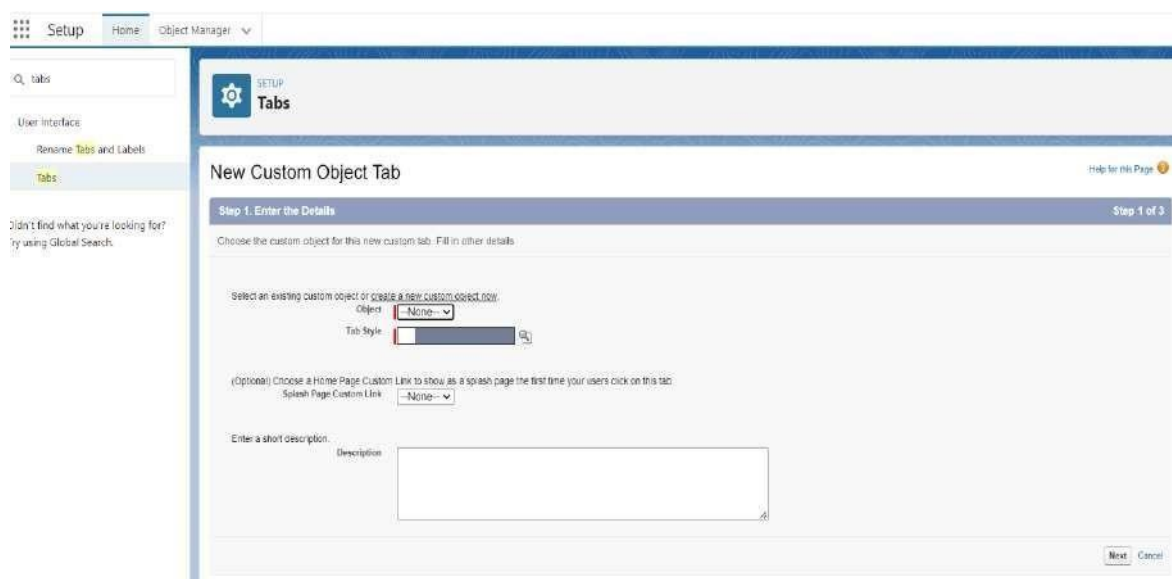 Setup
Home
Object Manager
tabs
User Interface
Rename Tabs and Labels
Tabs
Didn't find what you're looking for?
Try using Global Search.
SETUP
Tabs
New Custom Object Tab
Help for this Page
Step 1. Enter the Details
Step 1 of 3
Choose the custom object for this new custom tab. Fill in other details.
Select an existing custom object or create a new custom object now.
Object
--None--
Tab Style
(Optional) Choose a Home Page Custom Link to show as a splash page the first time your users click on this tab.
Splash Page Custom Link
--None--
Enter a short description.
Description
Next
Cancel